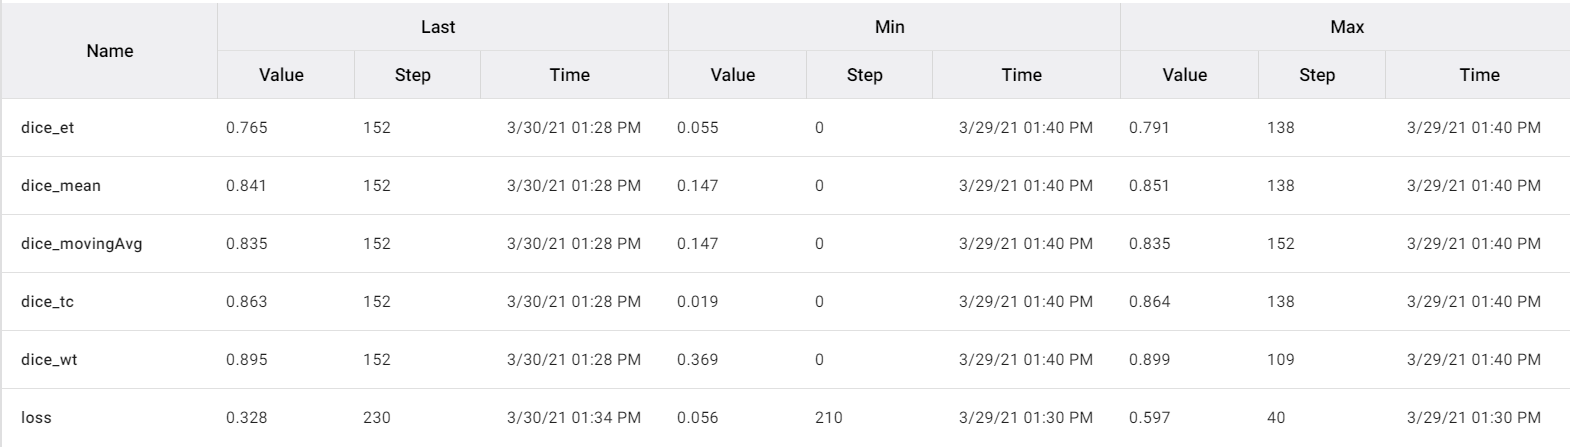 Name Last Min Max
Value Step Time Value Step Time Value Step Time
dice_et 0.765 152 3/30/21 01:28 PM 0.055 0 3/29/21 01:40 PM 0.791 138 3/29/21 01:40 PM
dice_mean 0.841 152 3/30/21 01:28 PM 0.147 0 3/29/21 01:40 PM 0.851 138 3/29/21 01:40 PM
dice_movingAvg 0.835 152 3/30/21 01:28 PM 0.147 0 3/29/21 01:40 PM 0.835 152 3/29/21 01:40 PM
dice_tc 0.863 152 3/30/21 01:28 PM 0.019 0 3/29/21 01:40 PM 0.864 138 3/29/21 01:40 PM
dice_wt 0.895 152 3/30/21 01:28 PM 0.369 0 3/29/21 01:40 PM 0.899 109 3/29/21 01:40 PM
loss 0.328 230 3/30/21 01:34 PM 0.056 210 3/29/21 01:30 PM 0.597 40 3/29/21 01:30 PM